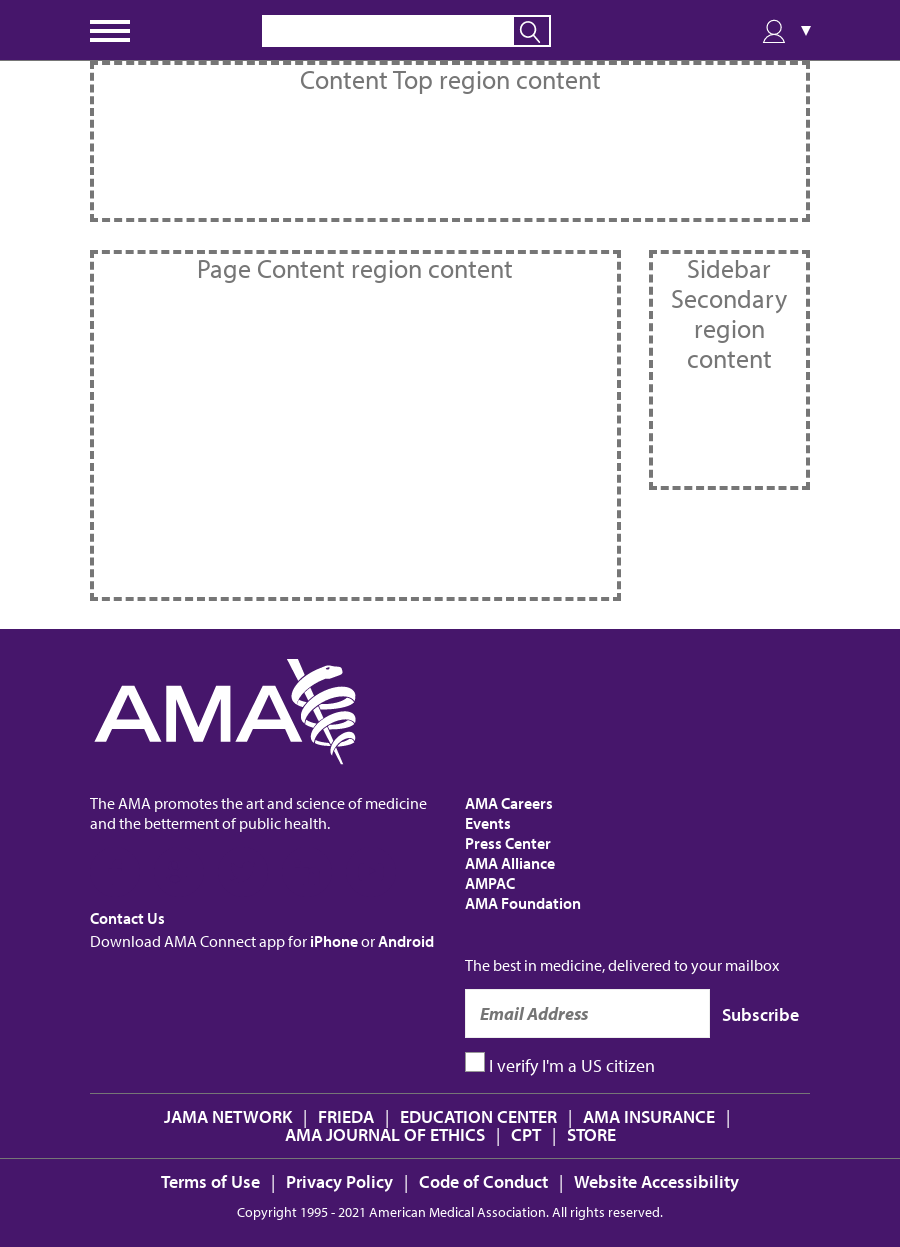 Content Top region content
Page Content region content
Sidebar
Secondary
region
content
AMA
The AMA promotes the art and science of medicine
and the betterment of public health.
Contact Us
Download AMA Connect app for iPhone or Android
AMA Careers
Events
Press Center
AMA Alliance
AMPAC
AMA Foundation
The best in medicine, delivered to your mailbox
Email Address
Subscribe
I verify I'm a US citizen
JAMA NETWORK | FRIEDA | EDUCATION CENTER | AMA INSURANCE |
AMA JOURNAL OF ETHICS | CPT | STORE
Terms of Use | Privacy Policy | Code of Conduct | Website Accessibility
Copyright 1995 - 2021 American Medical Association. All rights reserved.